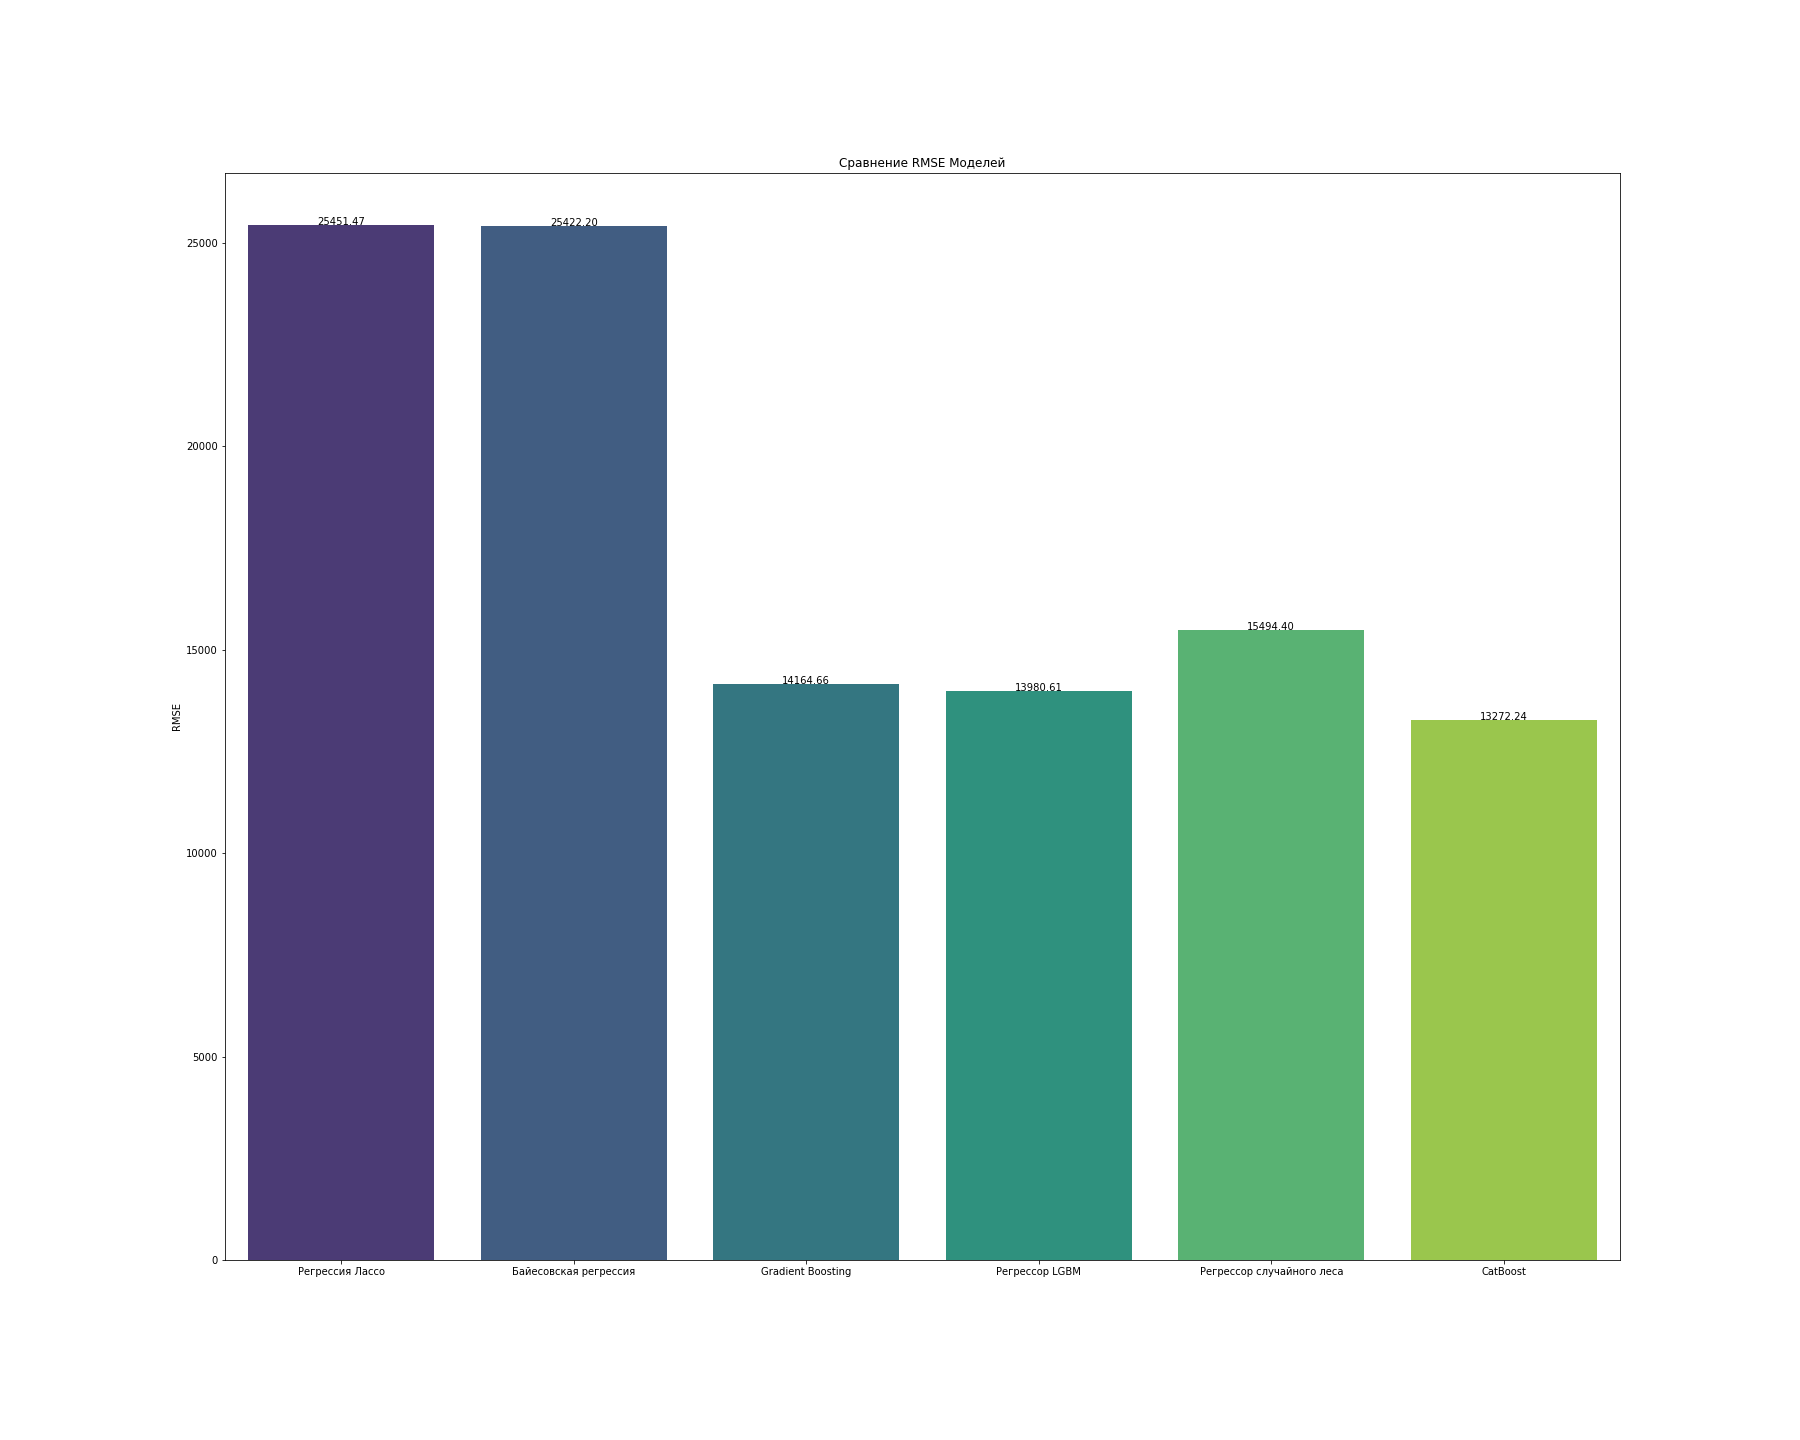 Сравнение RMSE Моделей
RMSE
25000
20000
15000
10000
5000
0
25451.47
25422.20
14164.66
13980.61
15494.40
13272.24
Регрессия Лассо
Байесовская регрессия
Gradient Boosting
Регрессор LGBM
Регрессор случайного леса
CatBoost